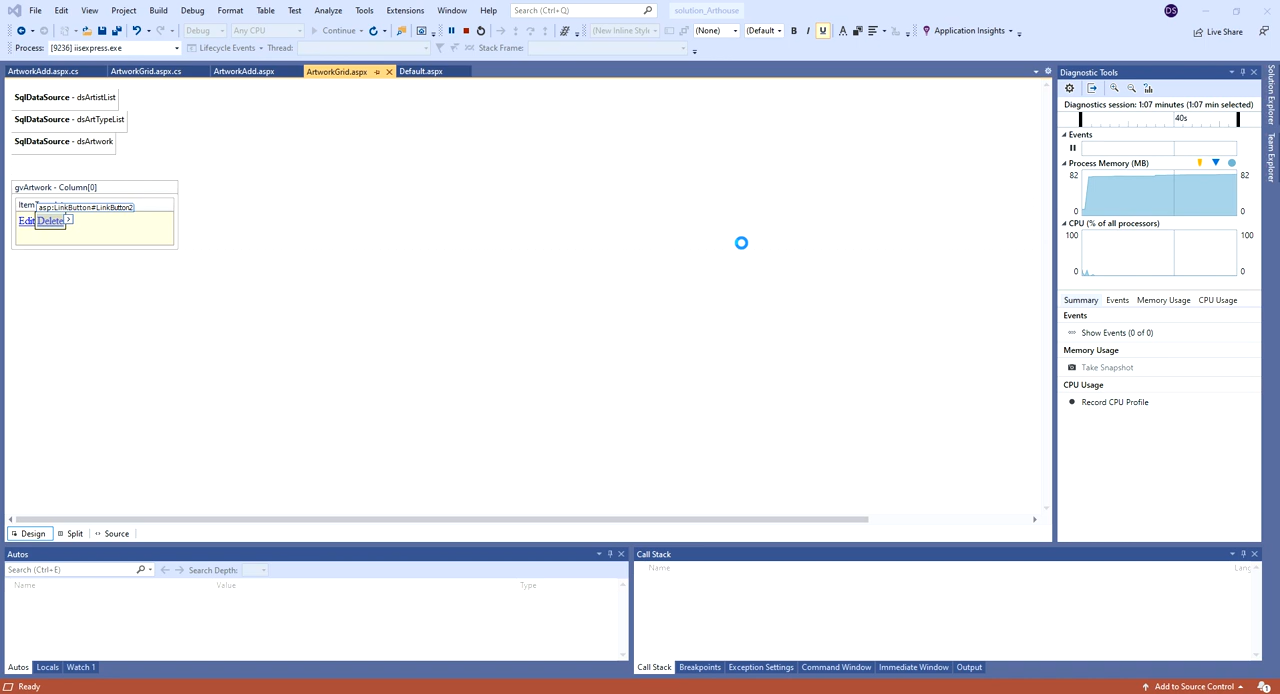 File Edit View Project Build Debug Format Table Test Analyze Tools Extensions Window Help Search (Ctrl+Q) solution_Arthouse DS
Debug Any CPU Continue (New Inline Style (None) (Default B I U A Application Insights Live Share
Process: [9236] iisexpress.exe Lifecycle Events Thread: Stack Frame:
ArtworkAdd.aspx.cs ArtworkGrid.aspx.cs ArtworkAdd.aspx ArtworkGrid.aspx Default.aspx
SqlDataSource - dsArtistList
SqlDataSource - dsArtTypeList
SqlDataSource - dsArtwork
gvArtwork - Column[0]
asp:LinkButton#LinkButton2
Edit Delete
Design Split Source
Diagnostic Tools
Diagnostics session: 1:07 minutes (1:07 min selected)
40s
Events
Process Memory (MB)
82 82
0 0
CPU (% of all processors)
100 100
0 0
Summary Events Memory Usage CPU Usage
Events
Show Events (0 of 0)
Memory Usage
Take Snapshot
CPU Usage
Record CPU Profile
Solution Explorer
Team Explorer
Autos
Search (Ctrl+E) Search Depth:
Name Value Type
Autos Locals Watch 1
Call Stack
Name Lang
Call Stack Breakpoints Exception Settings Command Window Immediate Window Output
Ready Add to Source Control 1